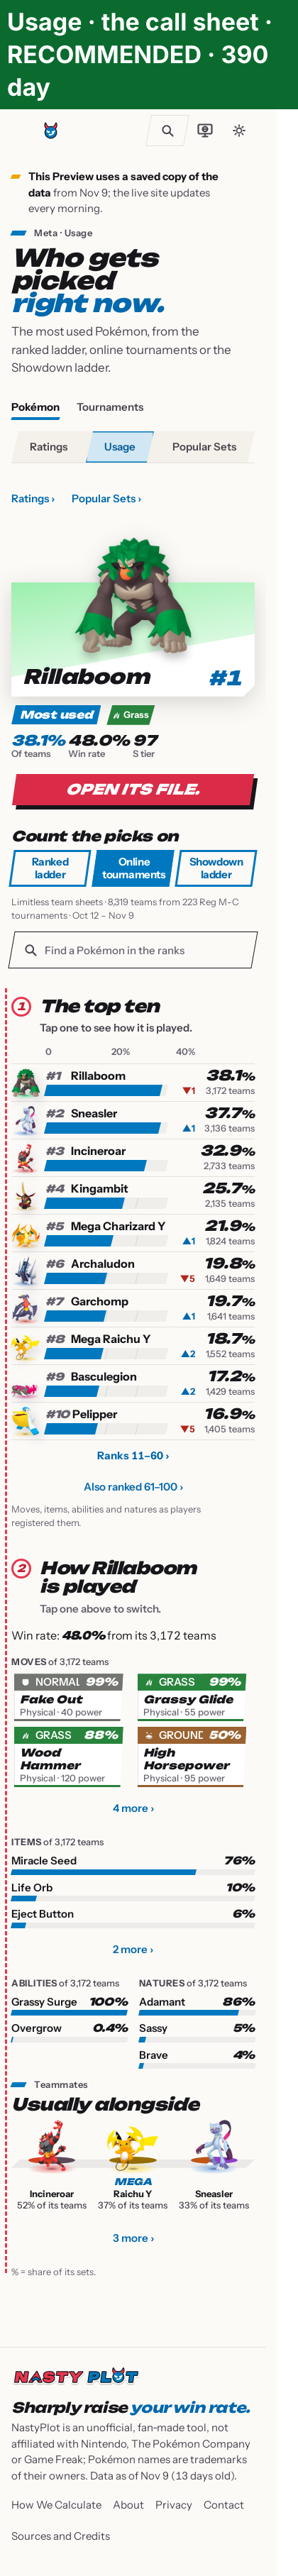 Usage · the call sheet ·
RECOMMENDED · 390
day
This Preview uses a saved copy of the
data from Nov 9; the live site updates
every morning.
Meta · Usage
Who gets
picked
right now.
The most used Pokémon, from the
ranked ladder, online tournaments or the
Showdown ladder.
Pokémon Tournaments
Ratings Usage Popular Sets
Ratings › Popular Sets ›
Rillaboom #1
Most used Grass
38.1% 48.0% 97
Of teams Win rate S tier
OPEN ITS FILE.
Count the picks on
Ranked
ladder
Online
tournaments
Showdown
ladder
Limitless team sheets · 8,319 teams from 223 Reg M-C
tournaments · Oct 12 – Nov 9
Find a Pokémon in the ranks
1 The top ten
Tap one to see how it is played.
0 20% 40%
#1 Rillaboom 38.1%
▼1 3,172 teams
#2 Sneasler 37.7%
▲1 3,136 teams
#3 Incineroar 32.9%
2,733 teams
#4 Kingambit 25.7%
2,135 teams
#5 Mega Charizard Y 21.9%
▲1 1,824 teams
#6 Archaludon 19.8%
▼5 1,649 teams
#7 Garchomp 19.7%
▲1 1,641 teams
#8 Mega Raichu Y 18.7%
▲2 1,552 teams
#9 Basculegion 17.2%
▲2 1,429 teams
#10 Pelipper 16.9%
▼5 1,405 teams
Ranks 11–60 ›
Also ranked 61–100 ›
Moves, items, abilities and natures as players
registered them.
2 How Rillaboom
is played
Tap one above to switch.
Win rate: 48.0% from its 3,172 teams
MOVES of 3,172 teams
NORMAL 99%
Fake Out
Physical · 40 power
GRASS 99%
Grassy Glide
Physical · 55 power
GRASS 88%
Wood
Hammer
Physical · 120 power
GROUND 50%
High
Horsepower
Physical · 95 power
4 more ›
ITEMS of 3,172 teams
Miracle Seed 76%
Life Orb 10%
Eject Button 6%
2 more ›
ABILITIES of 3,172 teams
Grassy Surge 100%
Overgrow 0.4%
NATURES of 3,172 teams
Adamant 86%
Sassy 5%
Brave 4%
Teammates
Usually alongside
Incineroar
52% of its teams
MEGA
Raichu Y
37% of its teams
Sneasler
33% of its teams
3 more ›
% = share of its sets.
NASTY PLOT
Sharply raise your win rate.
NastyPlot is an unofficial, fan-made tool, not
affiliated with Nintendo, The Pokémon Company
or Game Freak; Pokémon names are trademarks
of their owners. Data as of Nov 9 (13 days old).
How We Calculate About Privacy Contact
Sources and Credits